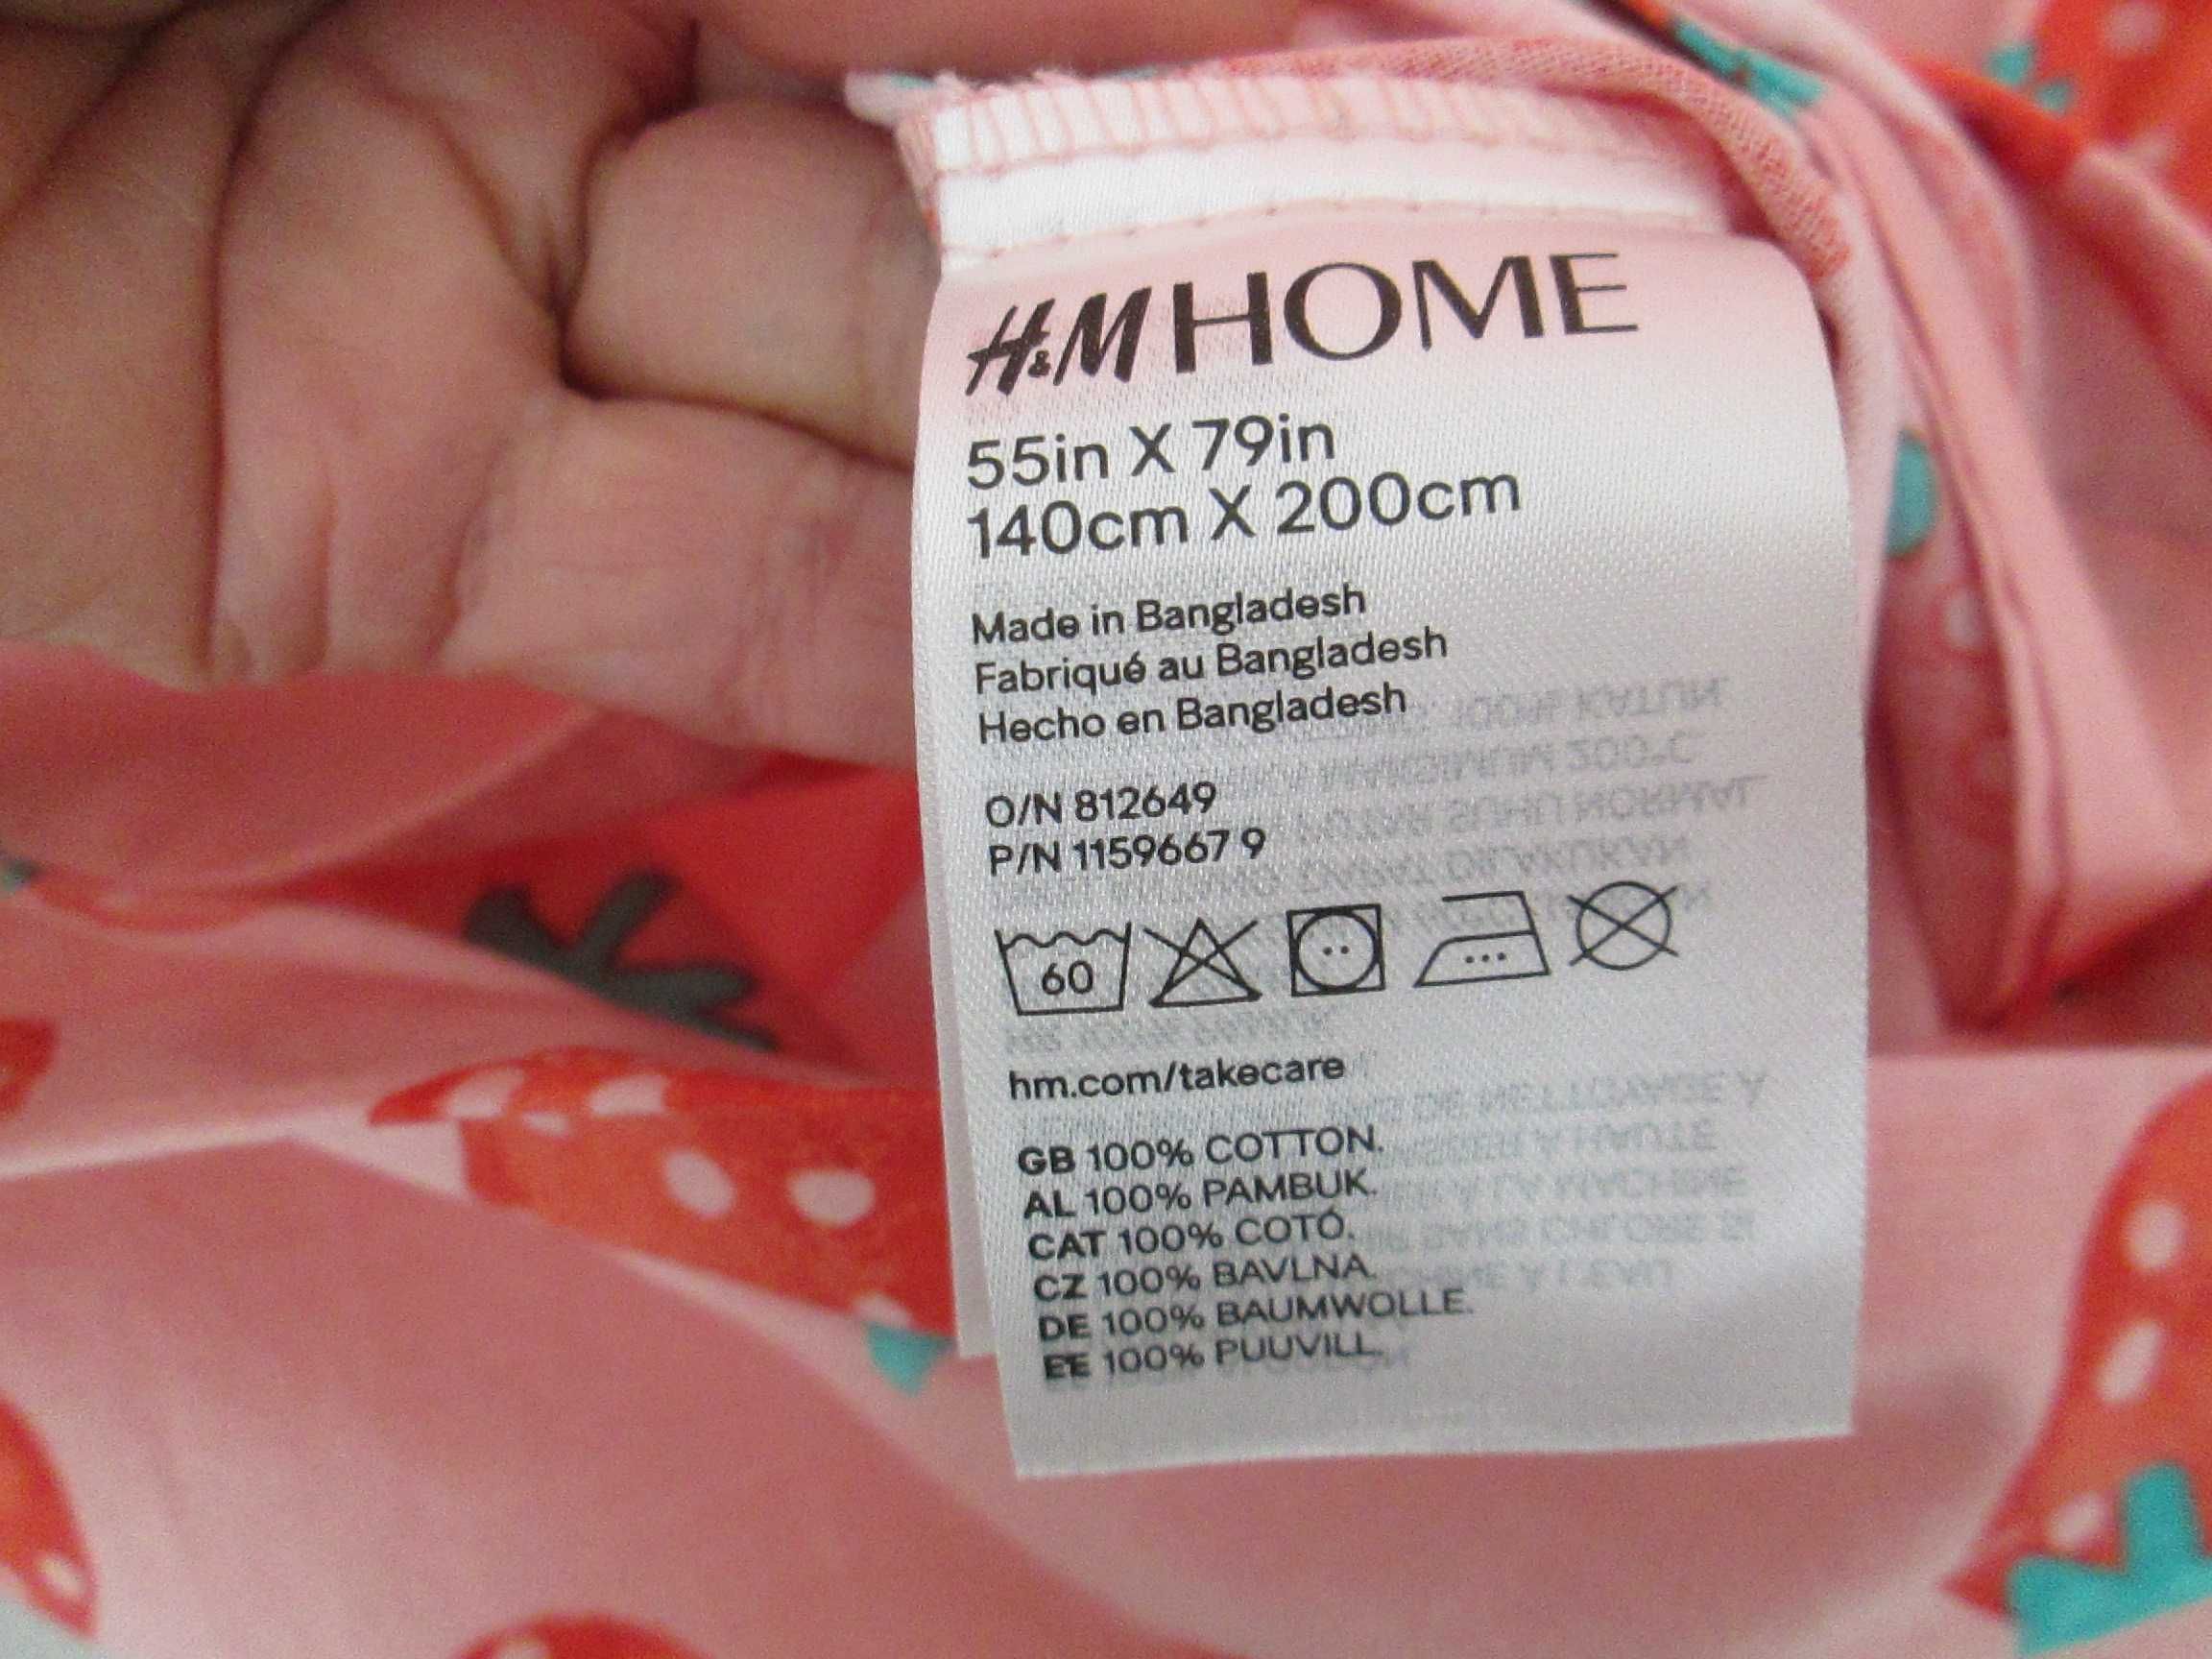 H&M HOME
55in X 79in
140cm X 200cm
Made in Bangladesh
Fabriqué au Bangladesh
Hecho en Bangladesh
O/N 812649
P/N 1159667 9
60
hm.com/takecare
GB 100% COTTON.
AL 100% PAMBUK.
CAT 100% COTÓ.
CZ 100% BAVLNA.
DE 100% BAUMWOLLE.
EE 100% PUUVILL.